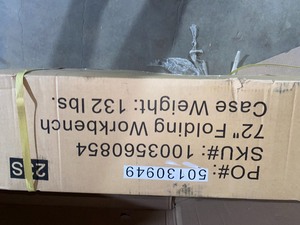 PO#: 50130949
SKU#: 1003560854
72" Folding Workbench
Case Weight: 132 lbs.